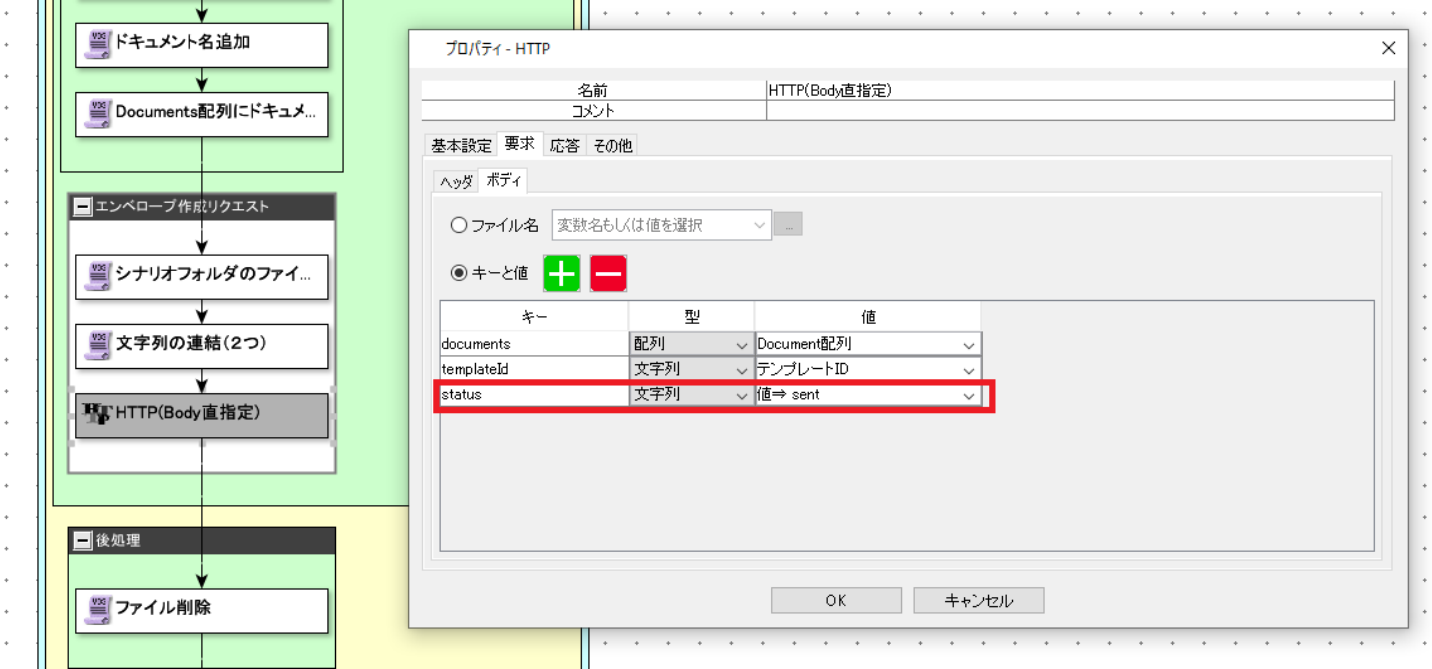 ドキュメント名追加
Documents配列にドキュメ...
エンベロープ作成リクエスト
シナリオフォルダのファイ...
文字列の連結(2つ)
HTTP(Body直指定)
後処理
ファイル削除
プロパティ - HTTP
名前 HTTP(Body直指定)
コメント
基本設定 要求 応答 その他
ヘッダ ボディ
ファイル名 変数名もしくは値を選択 ...
キーと値
キー 型 値
documents 配列 Document配列
templateId 文字列 テンプレートID
status 文字列 値⇒ sent
OK キャンセル